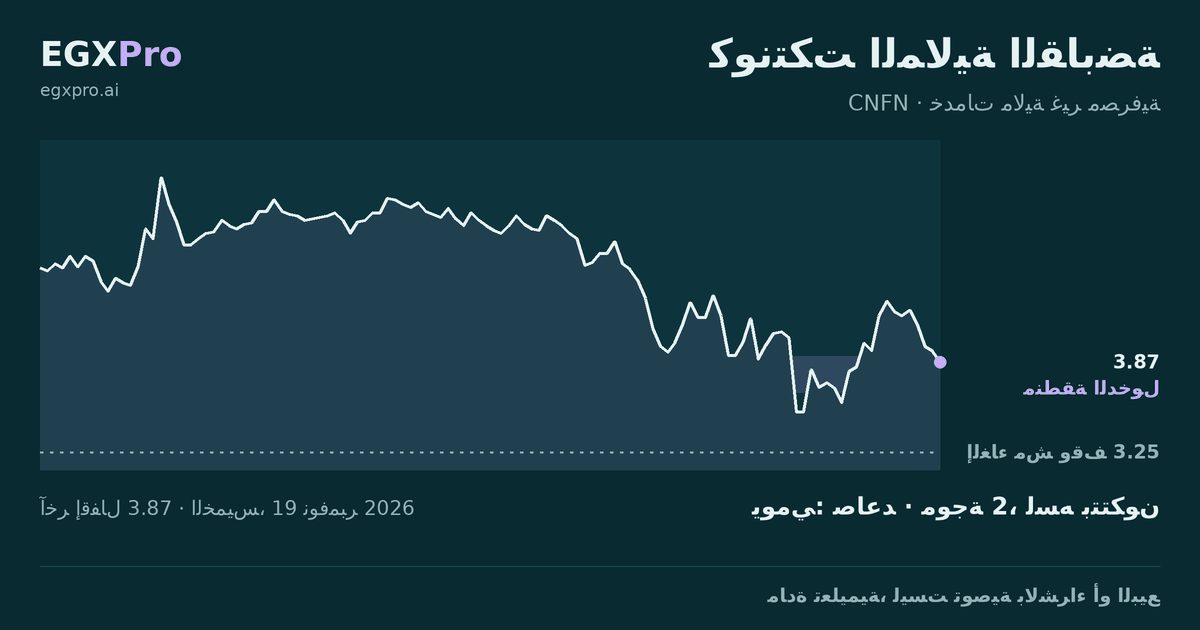 EGXPro
egxpro.ai
كونتكت المالية القابضة
CNFN · خدمات مالية غير مصرفية
3.87
منطقة الدخول
إلغاء مش وقف 3.25
يومي: صاعد · موجة 2، لسه بتتكون
آخر إقفال 3.87 · الخميس، 19 نوفمبر 2026
مادة تعليمية، ليست توصية بالشراء أو البيع